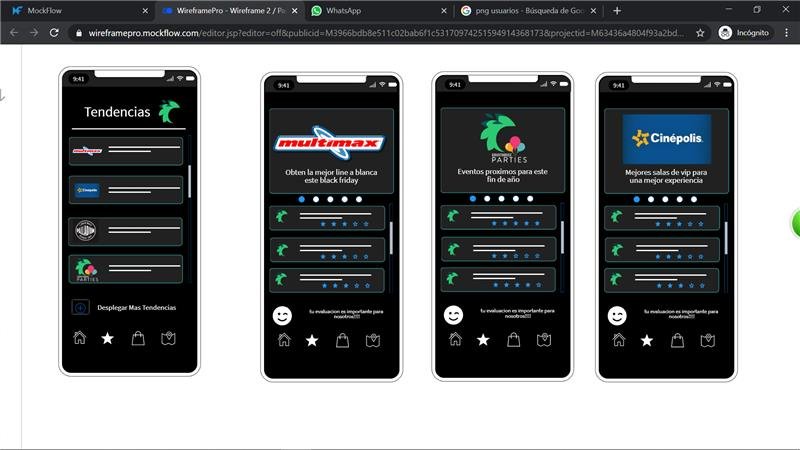 MockFlow
WireframePro - Wireframe 2 / Pa
WhatsApp
png usuarios - Búsqueda de Goo
wireframepro.mockflow.com/editor.jsp?editor=off&publicid=M3966bdb8e511c02bab6f1c53170974251594914368173&projectid=M63436a4804f93a2bd...
Incógnito
9:41
Tendencias
multimax
Cinépolis
PALLADIUM
PARTIES
Desplegar Mas Tendencias
9:41
multimax
Obten la mejor line a blanca
este black friday
tu evaluacion es importante para
nosotros!!!!
9:41
PARTIES
Eventos proximos para este
fin de año
tu evaluacion es importante para
nosotros!!!!
9:41
Cinépolis.
Mejores salas de vip para
una mejor experiencia
tu evaluacion es importante para
nosotros!!!!